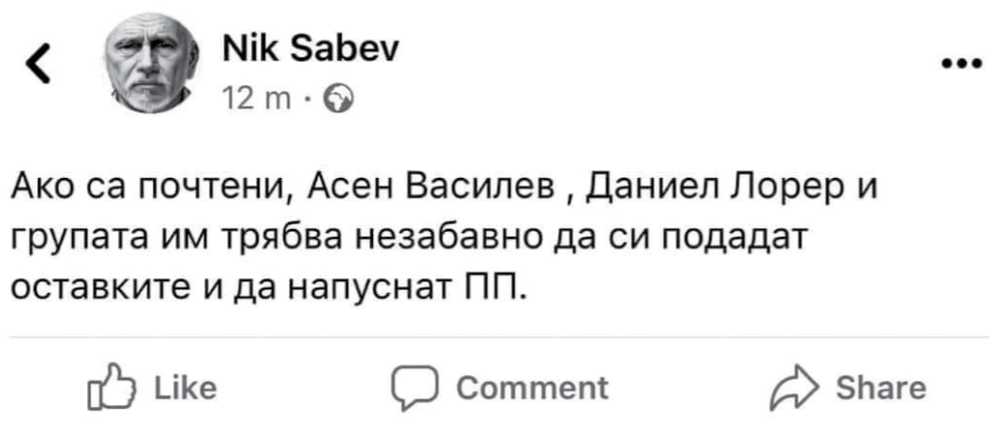 Nik Sabev
12 m ·
Ако са почтени, Асен Василев , Даниел Лорер и
групата им трябва незабавно да си подадат
оставките и да напуснат ПП.
Like Comment Share